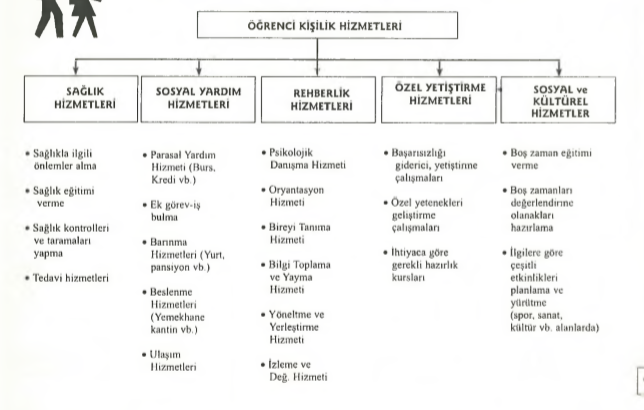 ÖĞRENCİ KİŞİLİK HİZMETLERİ
SAĞLIK
HİZMETLERİ
SOSYAL YARDIM
HİZMETLERİ
REHBERLİK
HİZMETLERİ
ÖZEL YETİŞTİRME
HİZMETLERİ
SOSYAL ve
KÜLTÜREL
HİZMETLER
• Sağlıkla ilgili
önlemler alma
• Sağlık eğitimi
verme
• Sağlık kontrolleri
ve taramaları
yapma
• Tedavi hizmetleri
• Parasal Yardım
Hizmeti (Burs,
Kredi vb.)
• Ek görev-iş
bulma
• Barınma
Hizmetleri (Yurt,
pansiyon vb.)
• Beslenme
Hizmetleri
(Yemekhane
kantin vb.)
• Ulaşım
Hizmetleri
• Psikolojik
Danışma Hizmeti
• Oryantasyon
Hizmeti
• Bireyi Tanıma
Hizmeti
• Bilgi Toplama
ve Yayma
Hizmeti
• Yöneltme ve
Yerleştirme
Hizmeti
• İzleme ve
Değ. Hizmeti
• Başarısızlığı
giderici, yetiştirme
çalışmaları
• Özel yetenekleri
geliştirme
çalışmaları
• İhtiyaca göre
gerekli hazırlık
kursları
• Boş zaman eğitimi
verme
• Boş zamanları
değerlendirme
olanakları
hazırlama
• İlgilere göre
çeşitli
etkinlikleri
planlama ve
yürütme
(spor, sanat,
kültür vb. alanlarda)